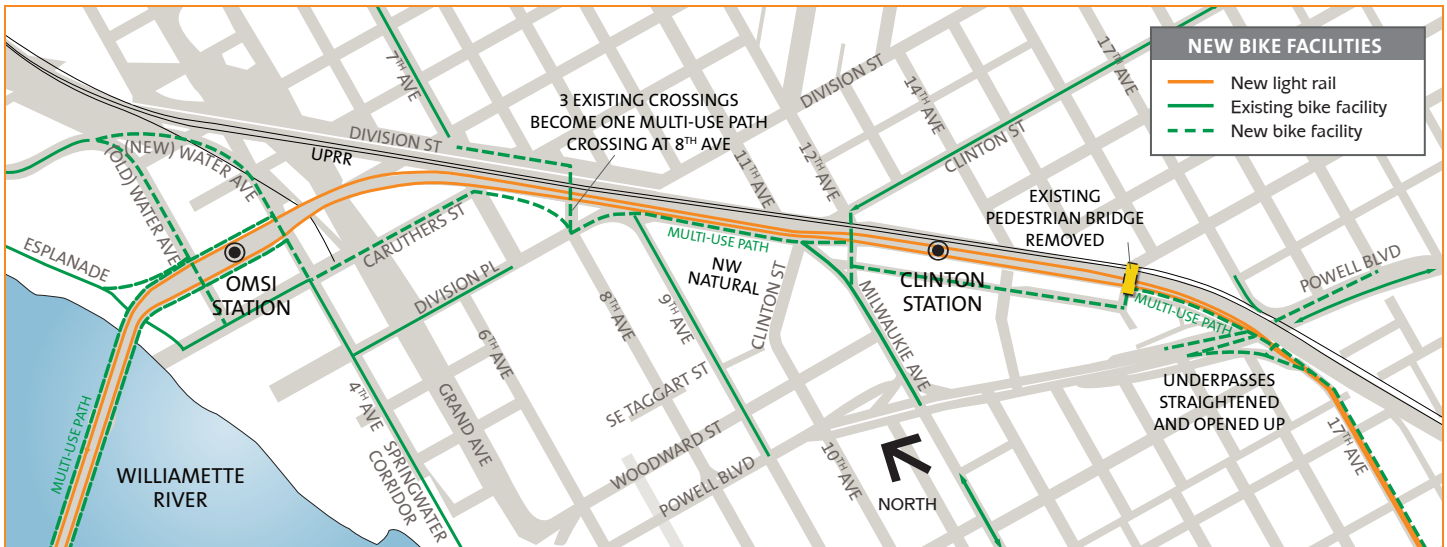 NEW BIKE FACILITIES
New light rail
Existing bike facility
New bike facility
7TH AVE
17TH AVE
DIVISION ST
14TH AVE
3 EXISTING CROSSINGS
BECOME ONE MULTI-USE PATH
CROSSING AT 8TH AVE
DIVISION ST
UPRR
(NEW) WATER AVE
(OLD) WATER AVE
11TH AVE
12TH AVE
CLINTON ST
EXISTING
PEDESTRIAN BRIDGE
REMOVED
ESPLANADE
CARUTHERS ST
MULTI-USE PATH
NW
NATURAL
OMSI
STATION
DIVISION PL
CLINTON
STATION
POWELL BLVD
MULTI-USE PATH
8TH AVE
9TH AVE
CLINTON ST
MILWAUKIE AVE
6TH AVE
GRAND AVE
4TH AVE
SPRINGWATER
CORRIDOR
SE TAGGART ST
WOODWARD ST
POWELL BLVD
10TH AVE
UNDERPASSES
STRAIGHTENED
AND OPENED UP
17TH AVE
MULTI-USE PATH
WILLIAMETTE
RIVER
NORTH